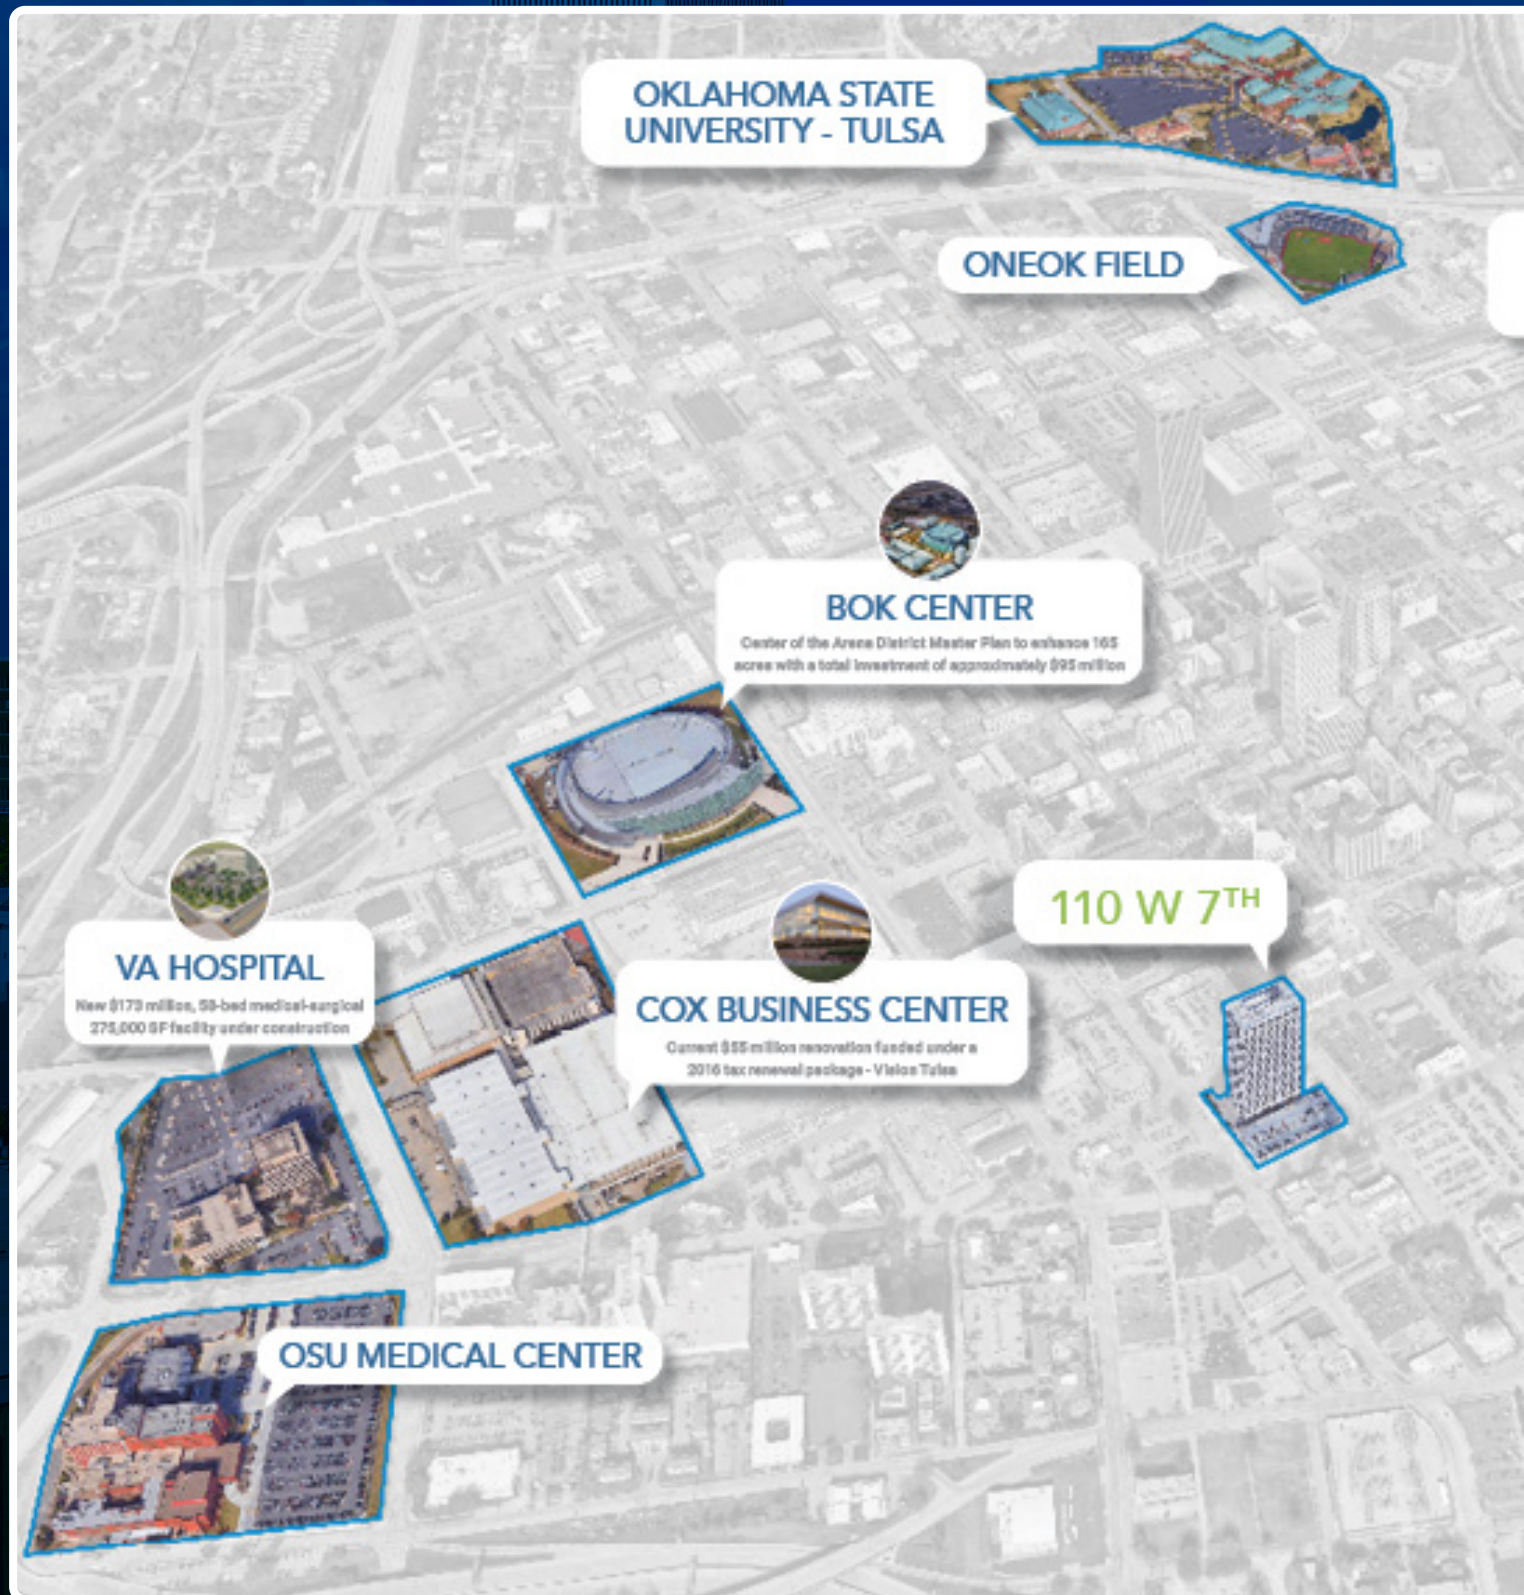 OKLAHOMA STATE
UNIVERSITY - TULSA
ONEOK FIELD
BOK CENTER
Center of the Arena District Master Plan to enhance 165
acres with a total investment of approximately $95 million
110 W 7TH
VA HOSPITAL
New $173 million, 58-bed medical-surgical
275,000 SF facility under construction
COX BUSINESS CENTER
Current $55 million renovation funded under a
2016 tax renewal package - Vision Tulsa
OSU MEDICAL CENTER